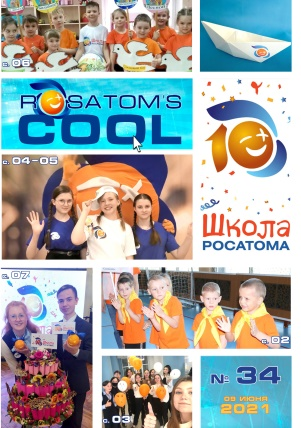 с. 06
ROSATOM'S
COOL
с. 04–05
10+
Школа
РОСАТОМА
с. 07
с. 02
с. 03
№ 34
09 ИЮНЯ
2021